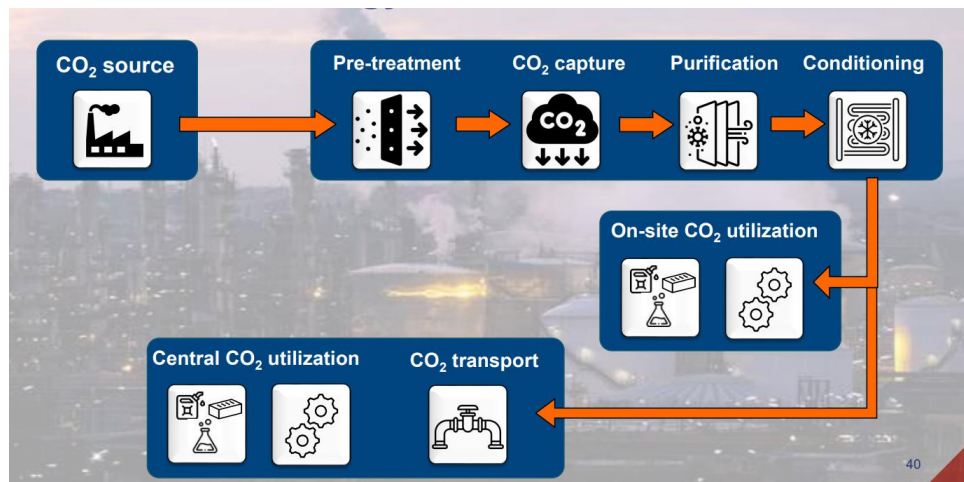 CO₂ source
Pre-treatment
CO₂ capture
Purification
Conditioning
CO₂
On-site CO₂ utilization
Central CO₂ utilization
CO₂ transport
40